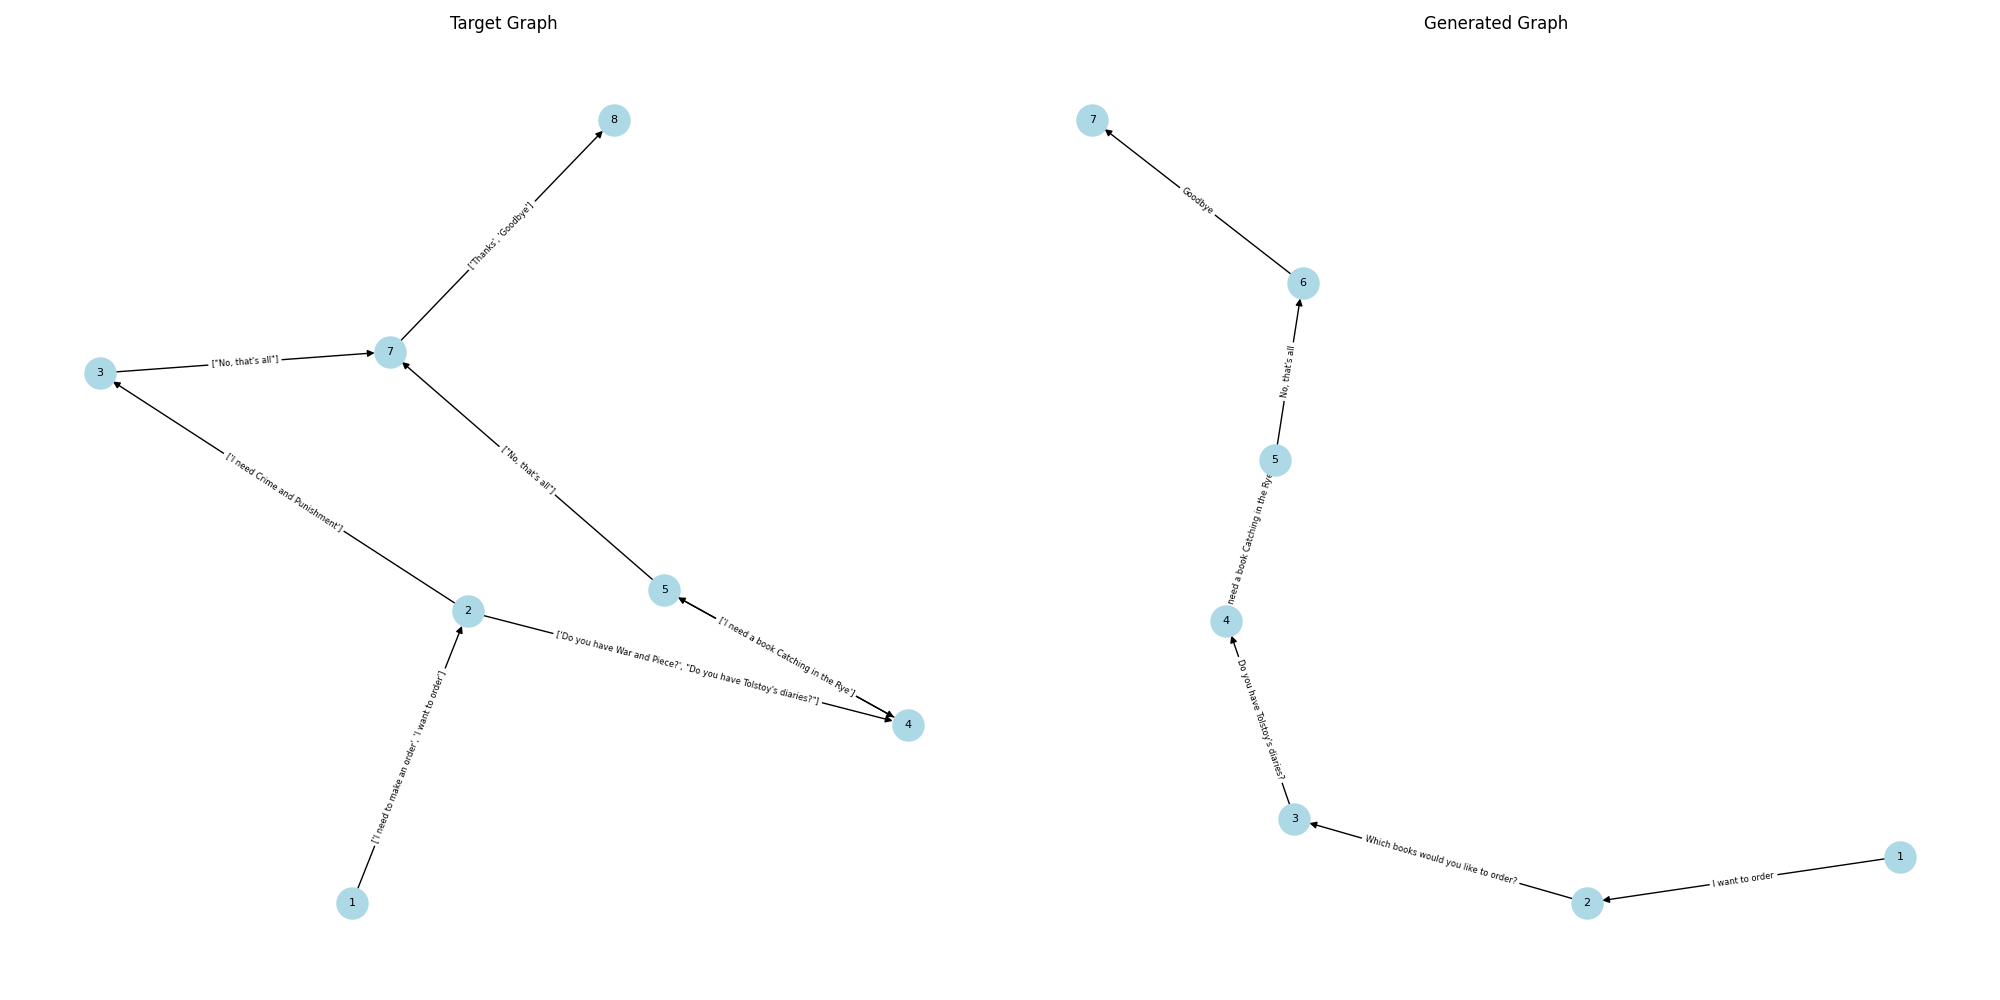 Target Graph
8
['Thanks', 'Goodbye']
7
["No, that's all"]
3
["No, that's all"]
['I need Crime and Punishment']
5
2
['I need a book Catching in the Rye']
['Do you have War and Piece?', "Do you have Tolstoy's diaries?"]
4
['I need to make an order', 'I want to order']
1
Generated Graph
7
Goodbye
6
No, that's all
5
need a book Catching in the Rye
4
Do you have Tolstoy's diaries?
3
Which books would you like to order?
1
I want to order
2